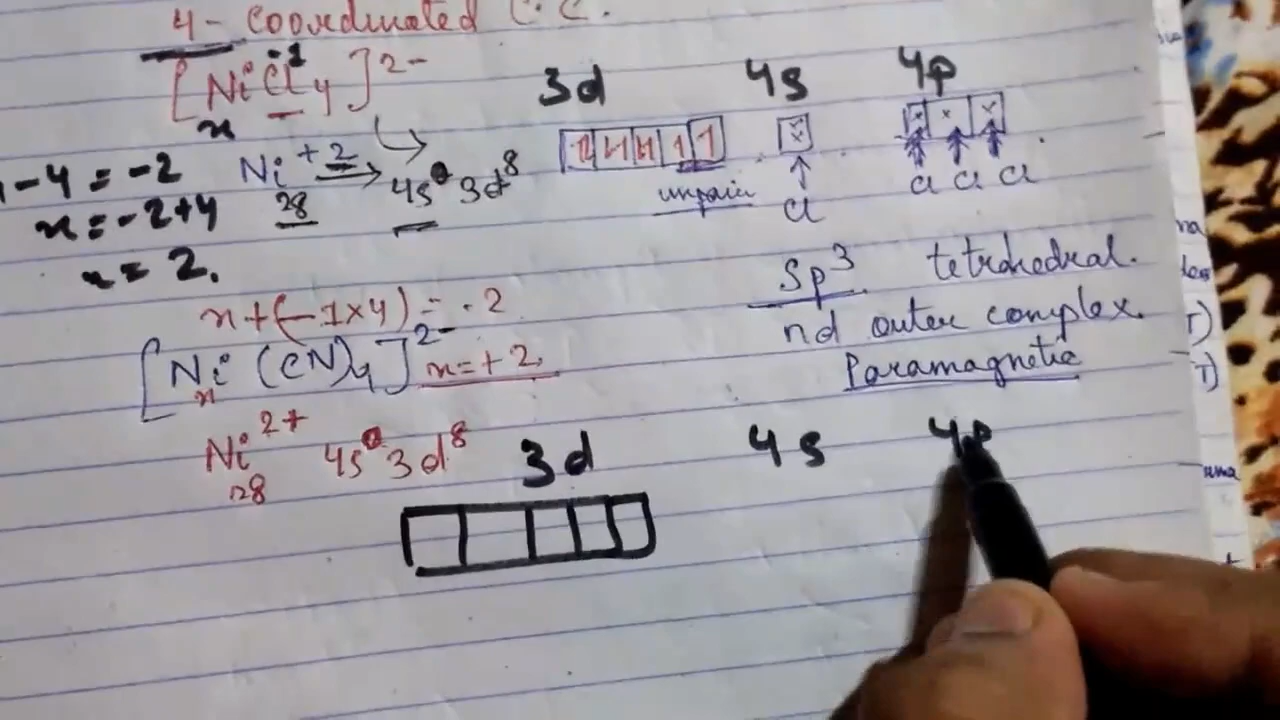 4- Coordinated C.C.
-1
[NiCl4]2-
x
3d 4s 4p
-4 = -2
x = -2+4
x = 2.
Ni+2 → 4s0 3d8
28
unpair
Cl Cl Cl Cl
Sp3 tetrahedral.
nd outer complex.
Paramagnetic
x+(-1×4) = -2
[Ni(CN)4]2- x=+2.
x
Ni2+ 4s0 3d8
28
3d 4s 4p